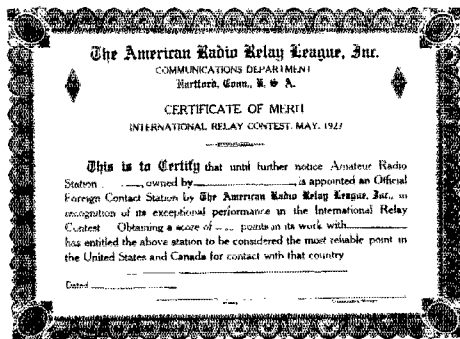 The American Radio Relay League, Inc.
COMMUNICATIONS DEPARTMENT
Hartford, Conn., U. S. A.
CERTIFICATE OF MERIT
INTERNATIONAL RELAY CONTEST, MAY, 1927
This is to Certify that until further notice Amateur Radio
Station , owned by , is appointed an Official
Foreign Contact Station by The American Radio Relay League, Inc., in
recognition of its exceptional performance in the International Relay
Contest Obtaining a score of points in its work with
has entitled the above station to be considered the most reliable point in
the United States and Canada for contact with that country
Dated